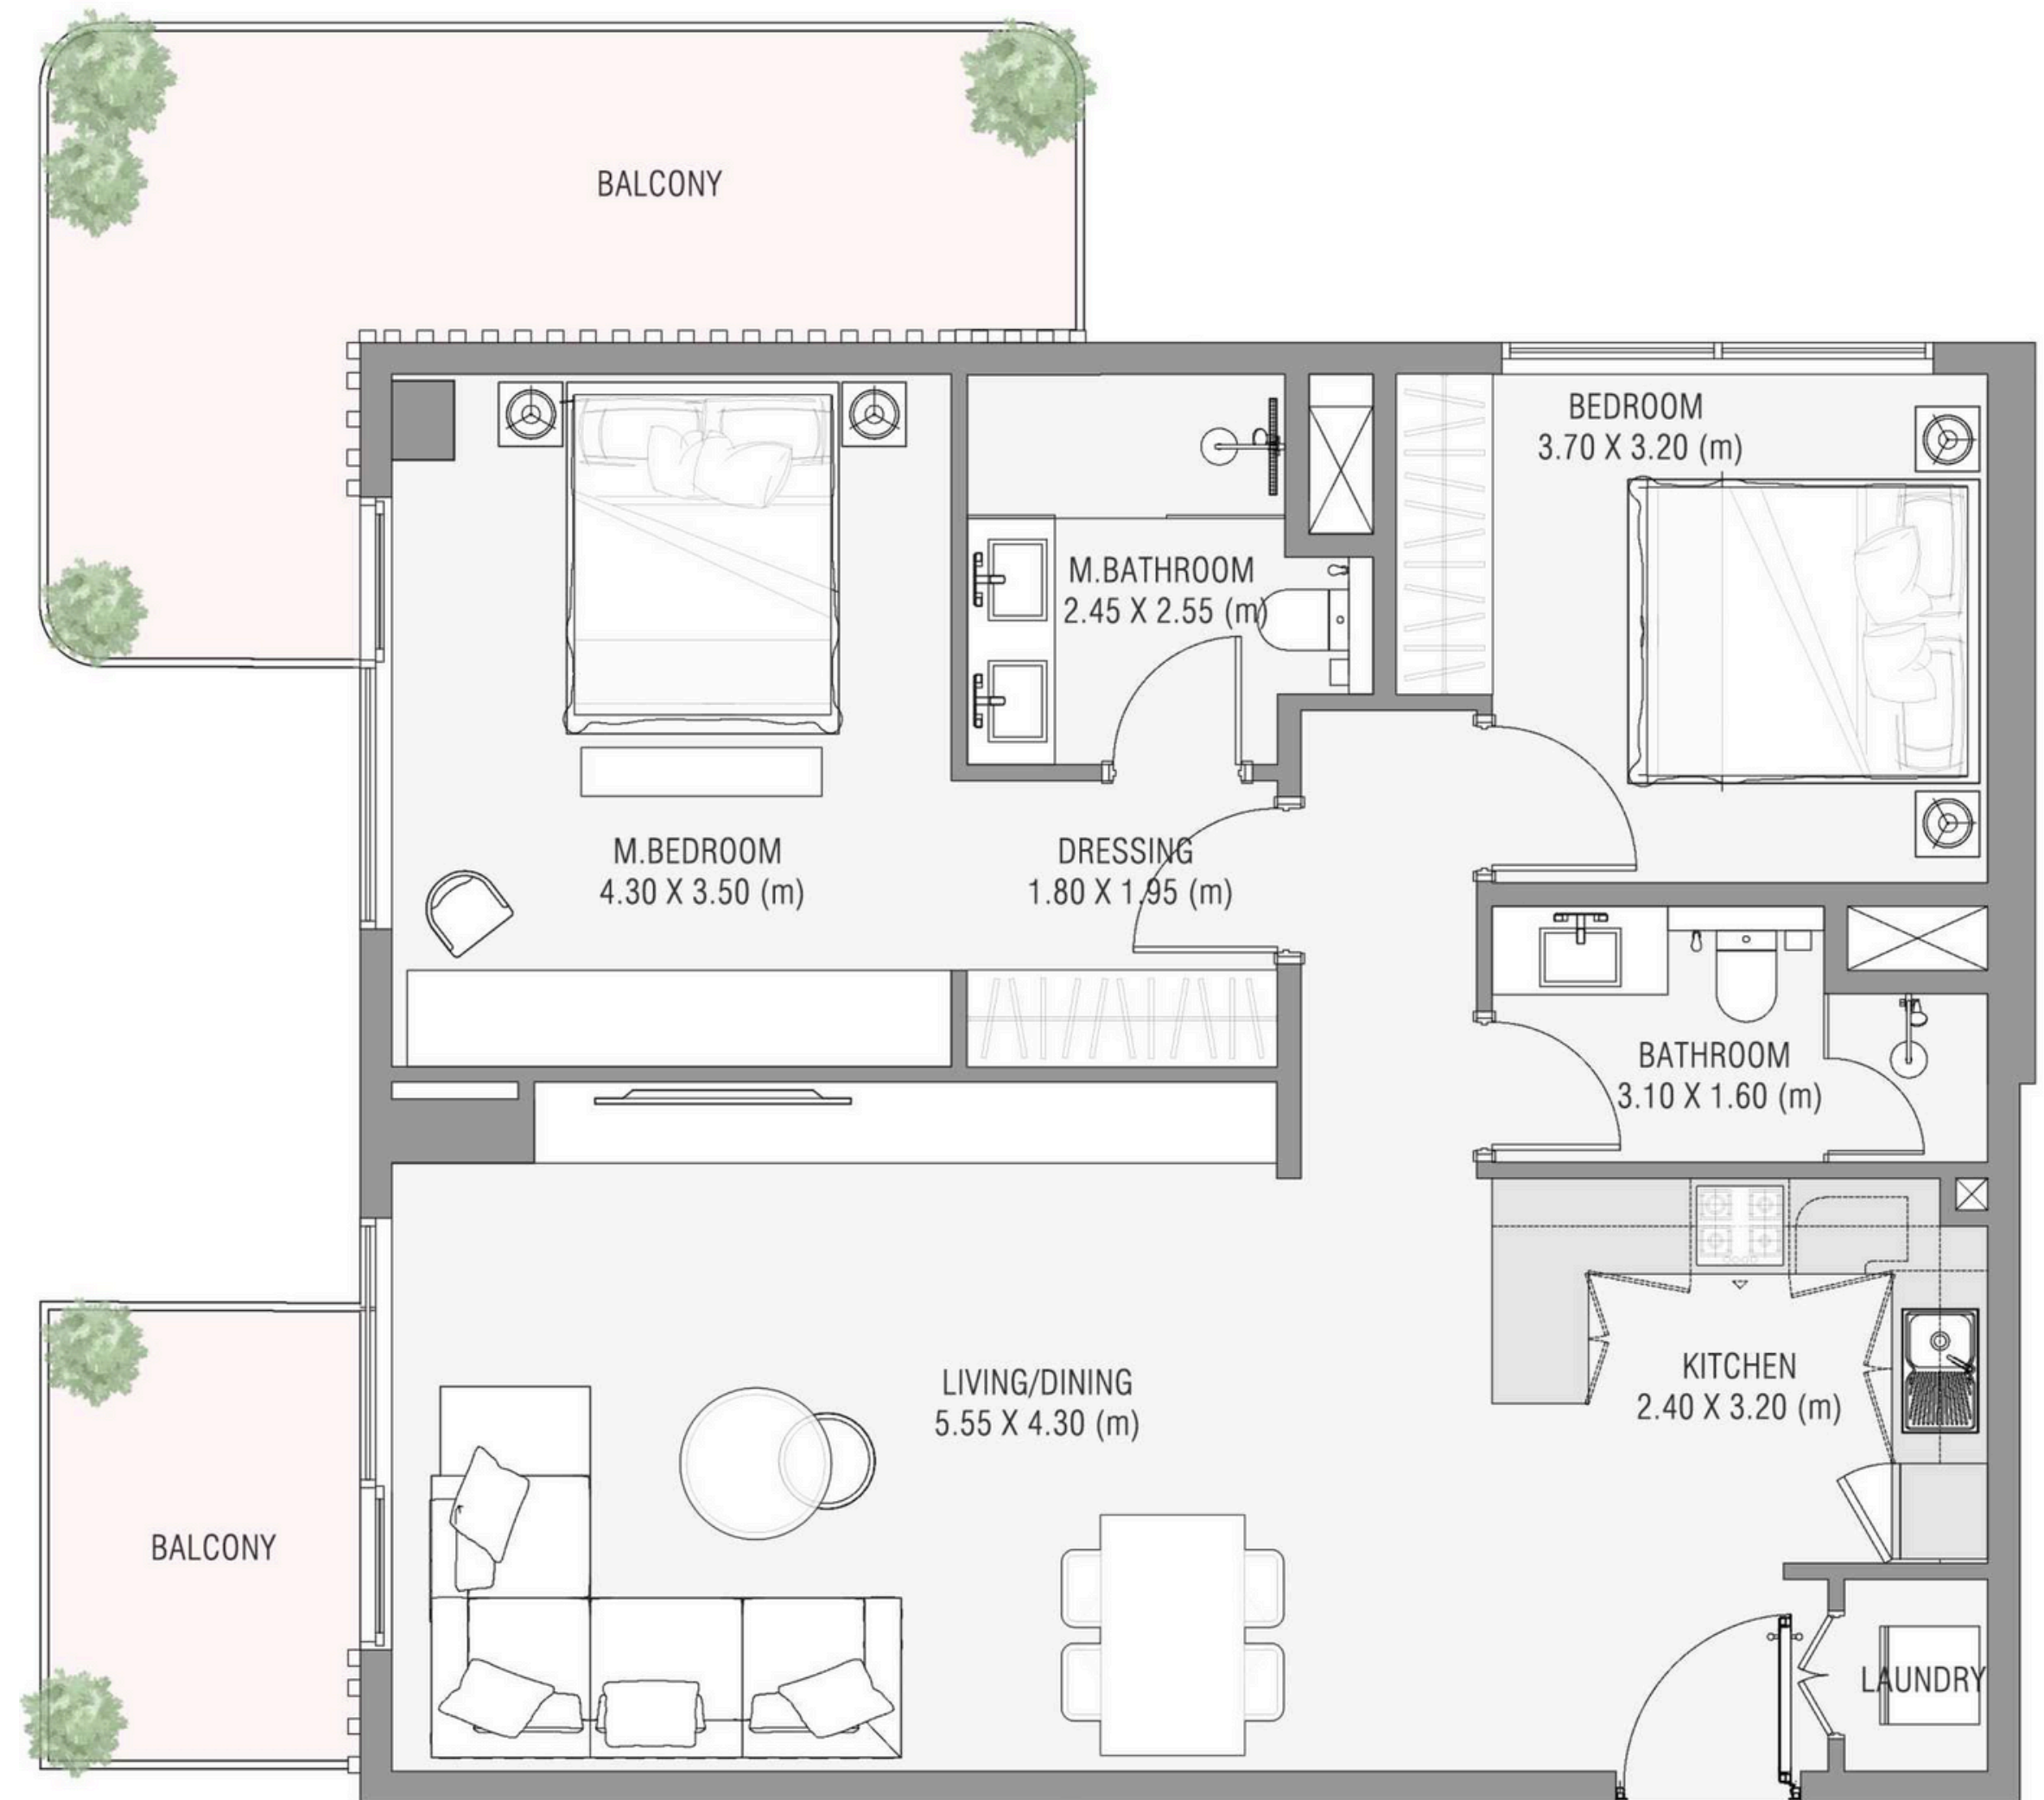 BALCONY
BEDROOM
3.70 X 3.20 (m)
M.BATHROOM
2.45 X 2.55 (m)
M.BEDROOM
4.30 X 3.50 (m)
DRESSING
1.80 X 1.95 (m)
BATHROOM
3.10 X 1.60 (m)
LIVING/DINING
5.55 X 4.30 (m)
KITCHEN
2.40 X 3.20 (m)
BALCONY
LAUNDRY